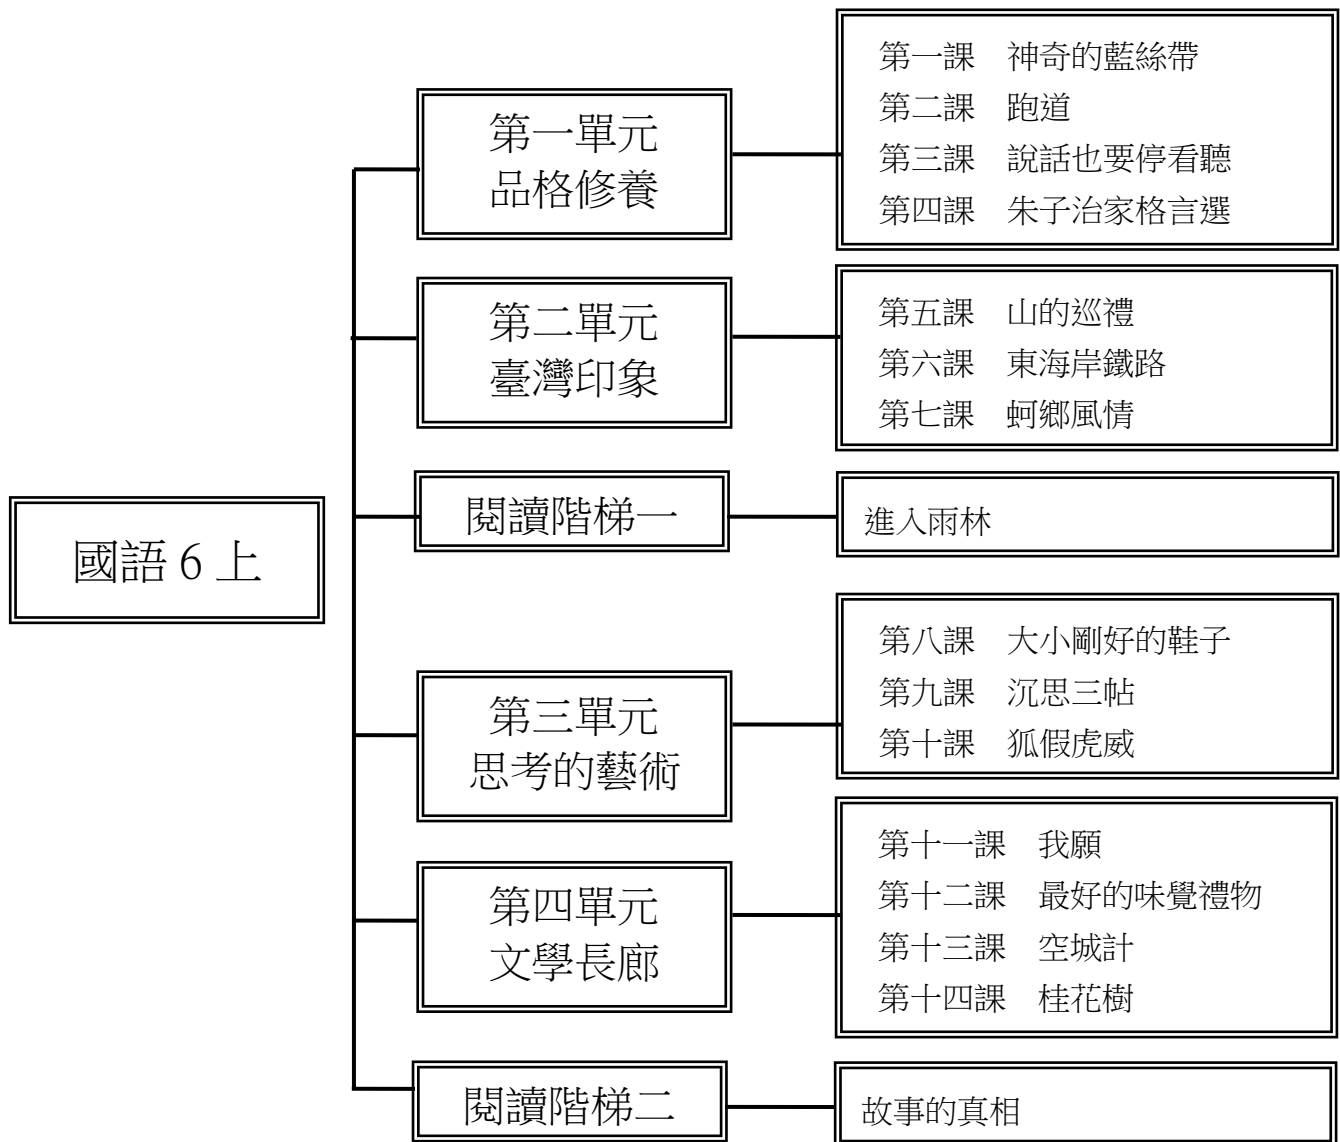 國語 6 上
第一單元
品格修養
第一課　神奇的藍絲帶
第二課　跑道
第三課　說話也要停看聽
第四課　朱子治家格言選
第二單元
臺灣印象
第五課　山的巡禮
第六課　東海岸鐵路
第七課　蚵鄉風情
閱讀階梯一
進入雨林
第三單元
思考的藝術
第八課　大小剛好的鞋子
第九課　沉思三帖
第十課　狐假虎威
第四單元
文學長廊
第十一課　我願
第十二課　最好的味覺禮物
第十三課　空城計
第十四課　桂花樹
閱讀階梯二
故事的真相